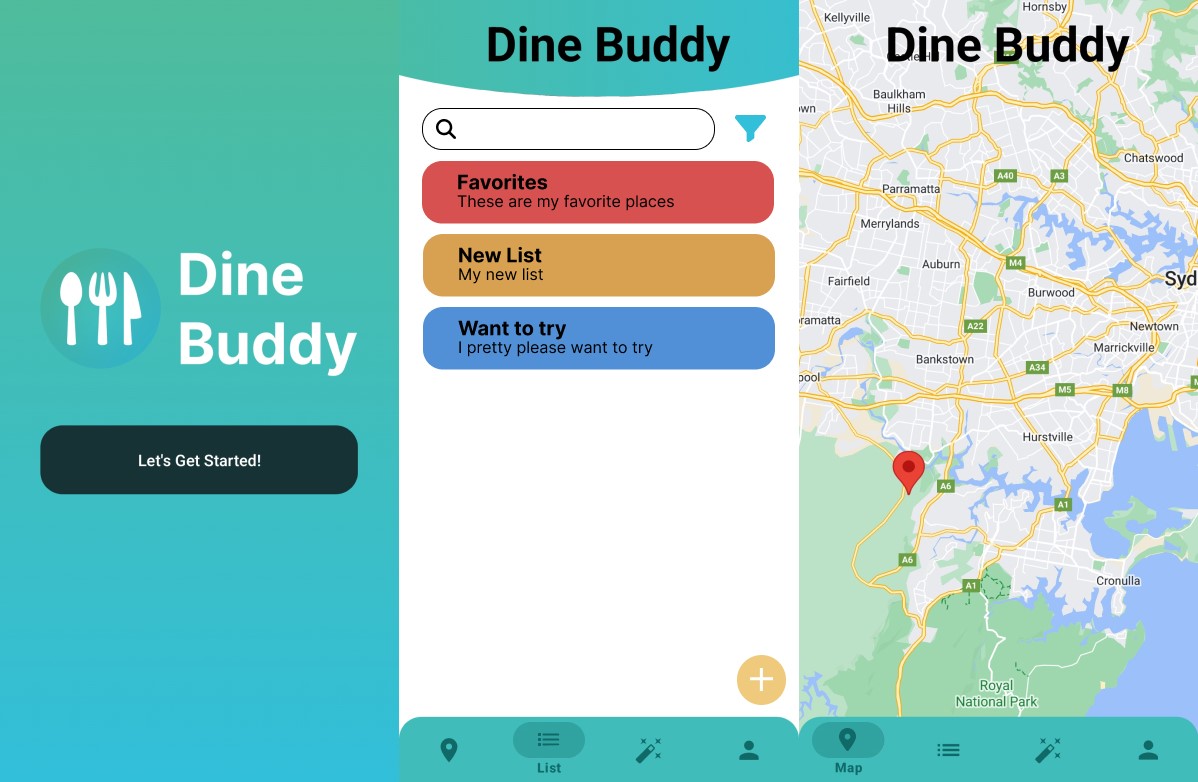 Dine
Buddy
Let's Get Started!
Dine Buddy
Favorites
These are my favorite places
New List
My new list
Want to try
I pretty please want to try
List
Dine Buddy
Hornsby
Kellyville
Baulkham
Hills
Chatswood
A40
A3
Parramatta
Merrylands
M4
Auburn
Fairfield
Burwood
Syd
ramatta
A22
Newtown
Marrickville
Bankstown
A34
pool
M5
M8
Hurstville
A6
A1
A6
A1
Cronulla
Royal
National Park
Map